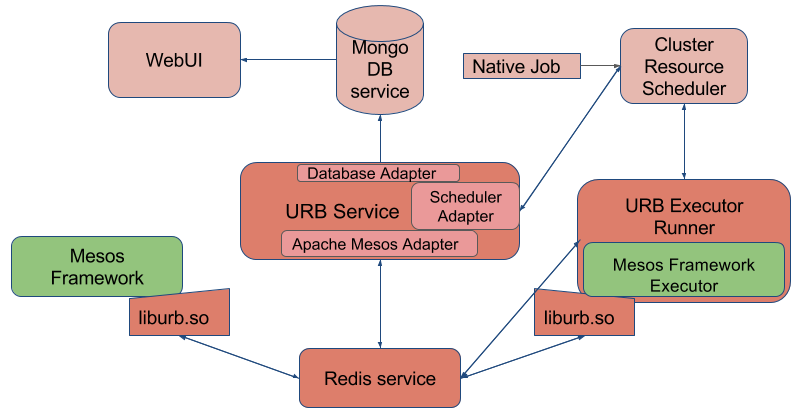 WebUI
Mongo
DB
service
Native Job
Cluster
Resource
Scheduler
Database Adapter
URB Service
Scheduler
Adapter
Apache Mesos Adapter
URB Executor
Runner
Mesos Framework
Executor
Mesos
Framework
liburb.so
liburb.so
Redis service